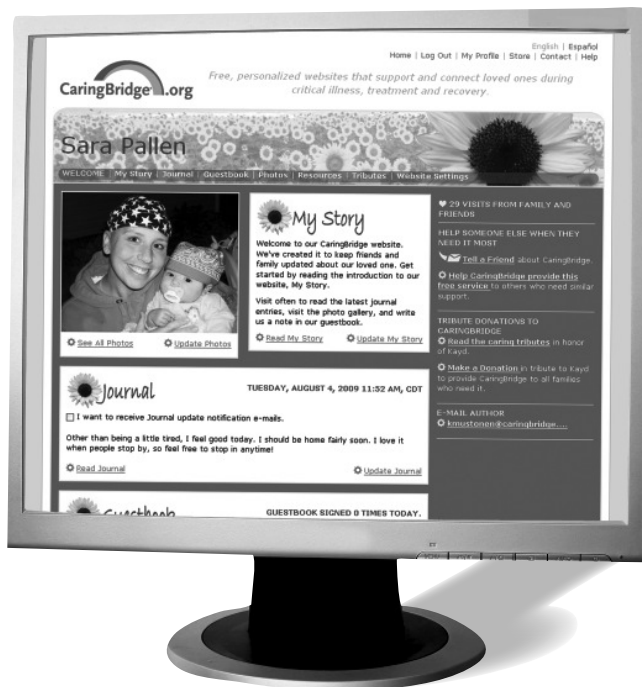 English | Español
Home | Log Out | My Profile | Store | Contact | Help
CaringBridge.org
Free, personalized websites that support and connect loved ones during
critical illness, treatment and recovery.
Sara Pallen
WELCOME | My Story | Journal | Guestbook | Photos | Resources | Tributes | Website Settings
My Story
Welcome to our CaringBridge website.
We've created it to keep friends and
family updated about our loved one. Get
started by reading the introduction to our
website, My Story.
Visit often to read the latest journal
entries, visit the photo gallery, and write
us a note in our guestbook.
Read My Story
Update My Story
See All Photos
Update Photos
Journal
TUESDAY, AUGUST 4, 2009 11:52 AM, CDT
I want to receive Journal update notification e-mails.
Other than being a little tired, I feel good today. I should be home fairly soon. I love it
when people stop by, so feel free to stop in anytime!
Read Journal
Update Journal
Guestbook
GUESTBOOK SIGNED 0 TIMES TODAY.
29 VISITS FROM FAMILY AND
FRIENDS
HELP SOMEONE ELSE WHEN THEY
NEED IT MOST
Tell a Friend about CaringBridge.
Help CaringBridge provide this
free service to others who need similar
support.
TRIBUTE DONATIONS TO
CARINGBRIDGE
Read the caring tributes in honor
of Kayd.
Make a Donation in tribute to Kayd
to provide CaringBridge to all families
who need it.
E-MAIL AUTHOR
kmustonen@caringbridge....